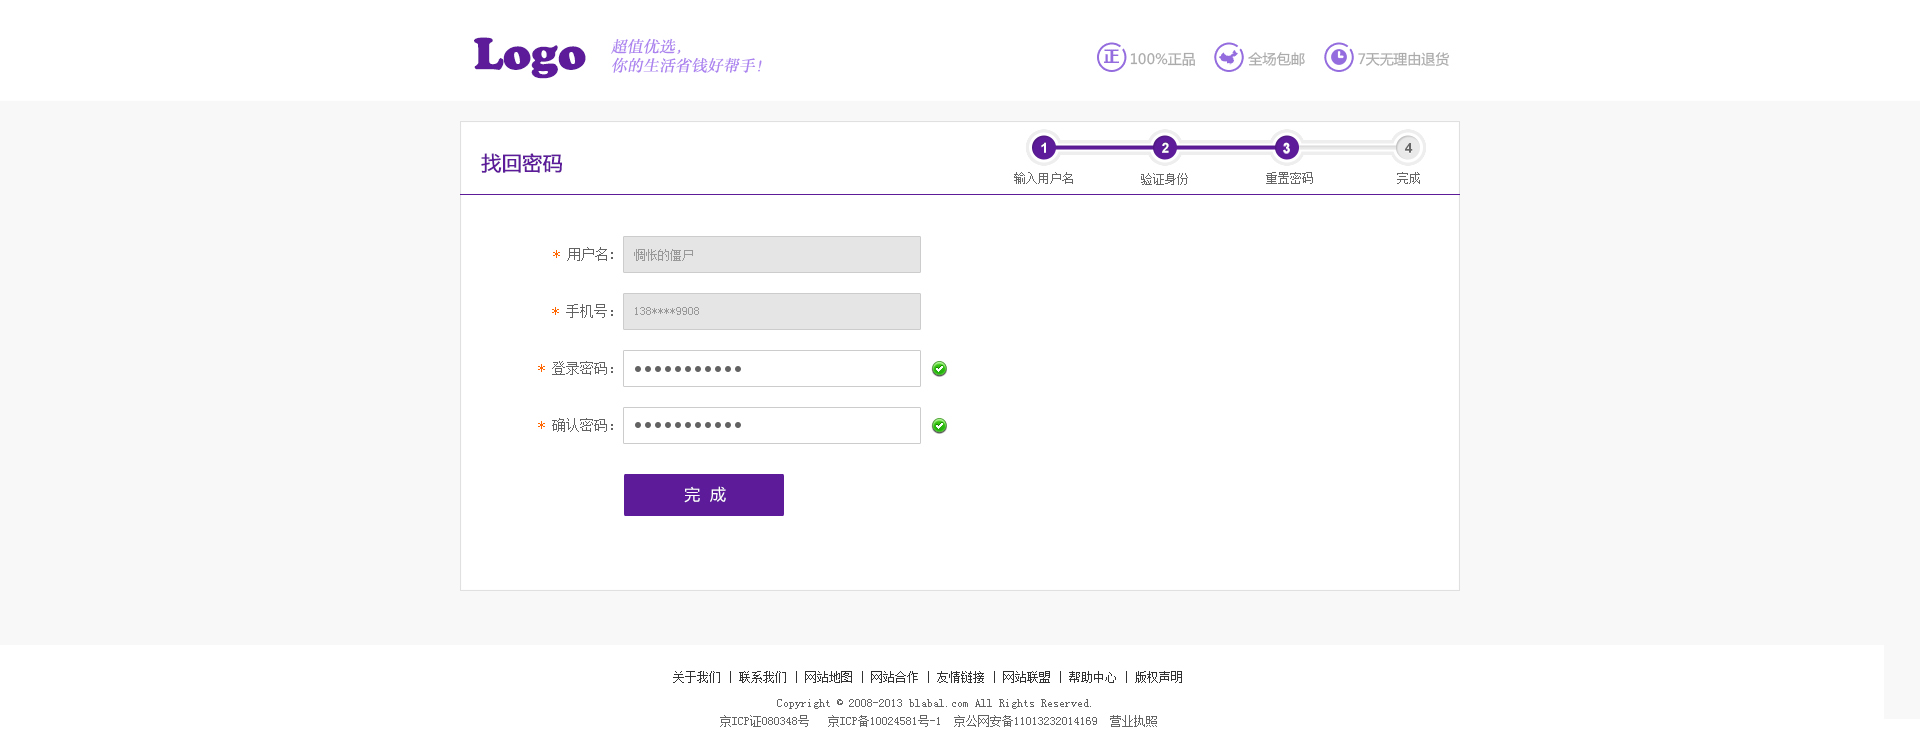 Logo
超值优选，
你的生活省钱好帮手！
正 100%正品 全场包邮 7天无理由退货
找回密码
1 2 3 4
输入用户名 验证身份 重置密码 完成
* 用户名： 惆怅的僵尸
* 手机号： 138****9908
* 登录密码： ●●●●●●●●●●●
* 确认密码： ●●●●●●●●●●●
完 成
关于我们 | 联系我们 | 网站地图 | 网站合作 | 友情链接 | 网站联盟 | 帮助中心 | 版权声明
Copyright © 2008-2013 blabal.com All Rights Reserved.
京ICP证080348号 京ICP备10024581号-1 京公网安备11013232014169 营业执照